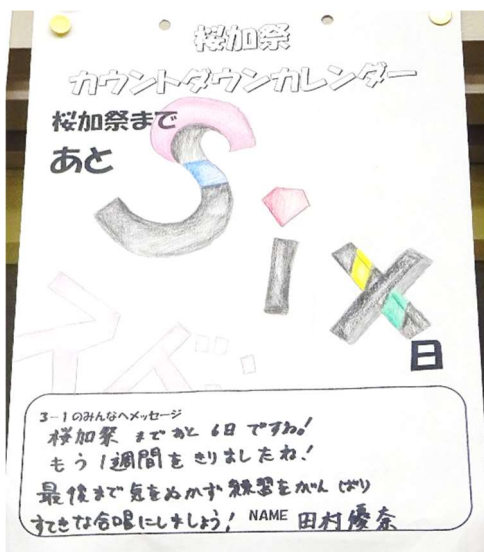 桜加祭
カウントダウンカレンダー
桜加祭まで
あと
Six
日
3-1のみんなへメッセージ
桜加祭まであと6日ですね!
もう1週間をきりましたね!
最後まで気をぬかず練習をがんばり
すてきな合唱にしましょう! NAME 田村優奈